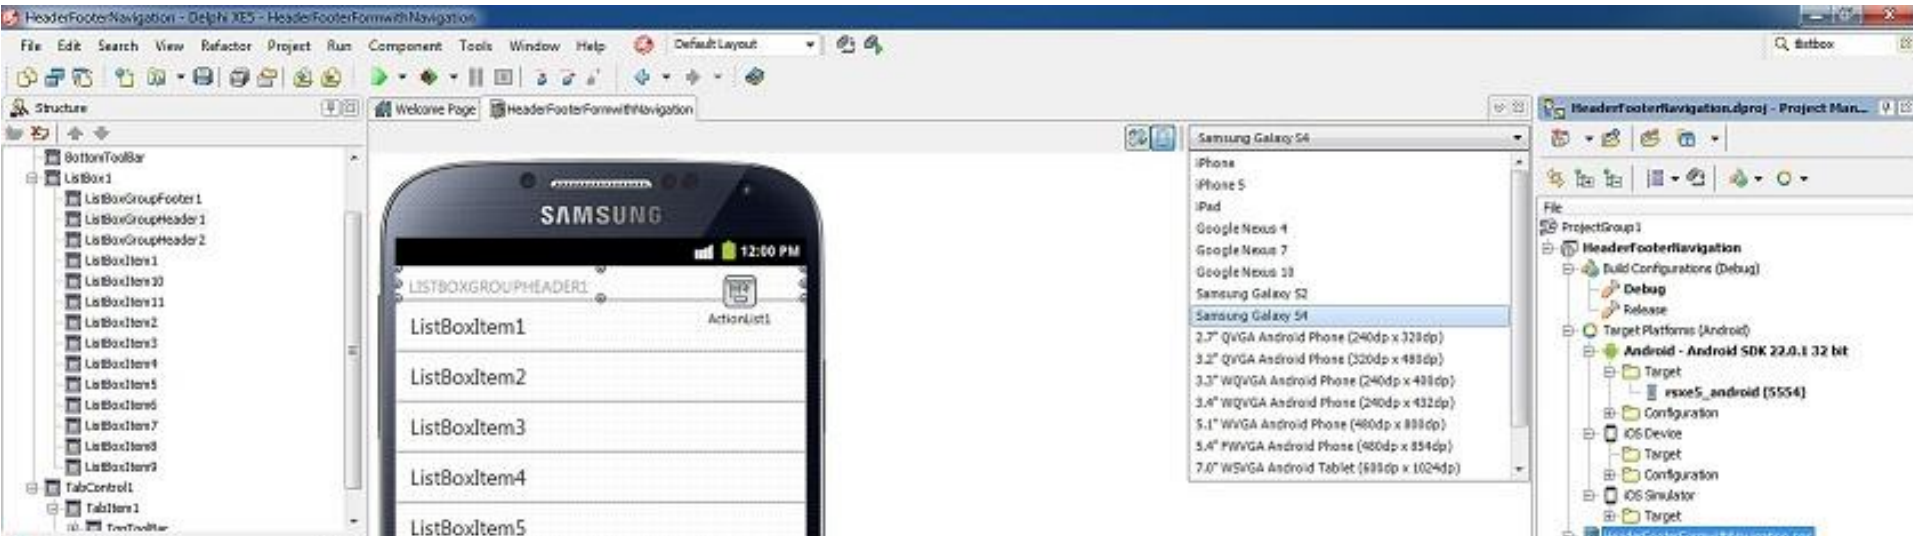 HeaderFooterNavigation - Delphi XE5 - HeaderFooterFormwithNavigation
File Edit Search View Refactor Project Run Component Tools Window Help Default Layout
Structure
BottomToolBar
ListBox1
ListBoxGroupFooter1
ListBoxGroupHeader1
ListBoxGroupHeader2
ListBoxItem1
ListBoxItem10
ListBoxItem11
ListBoxItem2
ListBoxItem3
ListBoxItem4
ListBoxItem5
ListBoxItem6
ListBoxItem7
ListBoxItem8
ListBoxItem9
TabControl1
TabItem1
TopToolBar
Welcome Page HeaderFooterFormwithNavigation
SAMSUNG
12:00 PM
LISTBOXGROUPHEADER1
ActionList1
ListBoxItem1
ListBoxItem2
ListBoxItem3
ListBoxItem4
ListBoxItem5
Samsung Galaxy S4
iPhone
iPhone 5
iPad
Google Nexus 4
Google Nexus 7
Google Nexus 10
Samsung Galaxy S2
Samsung Galaxy S4
2.7" QVGA Android Phone (240dp x 320dp)
3.2" QVGA Android Phone (320dp x 480dp)
3.3" WQVGA Android Phone (240dp x 400dp)
3.4" WQVGA Android Phone (240dp x 432dp)
5.1" WVGA Android Phone (480dp x 800dp)
5.4" FWVGA Android Phone (480dp x 854dp)
7.0" WSVGA Android Tablet (600dp x 1024dp)
HeaderFooterNavigation.dproj - Project Man...
File
ProjectGroup1
HeaderFooterNavigation
Build Configurations (Debug)
Debug
Release
Target Platforms (Android)
Android - Android SDK 22.0.1 32 bit
Target
rsxe5_android (5554)
Configuration
iOS Device
Target
Configuration
iOS Simulator
Target